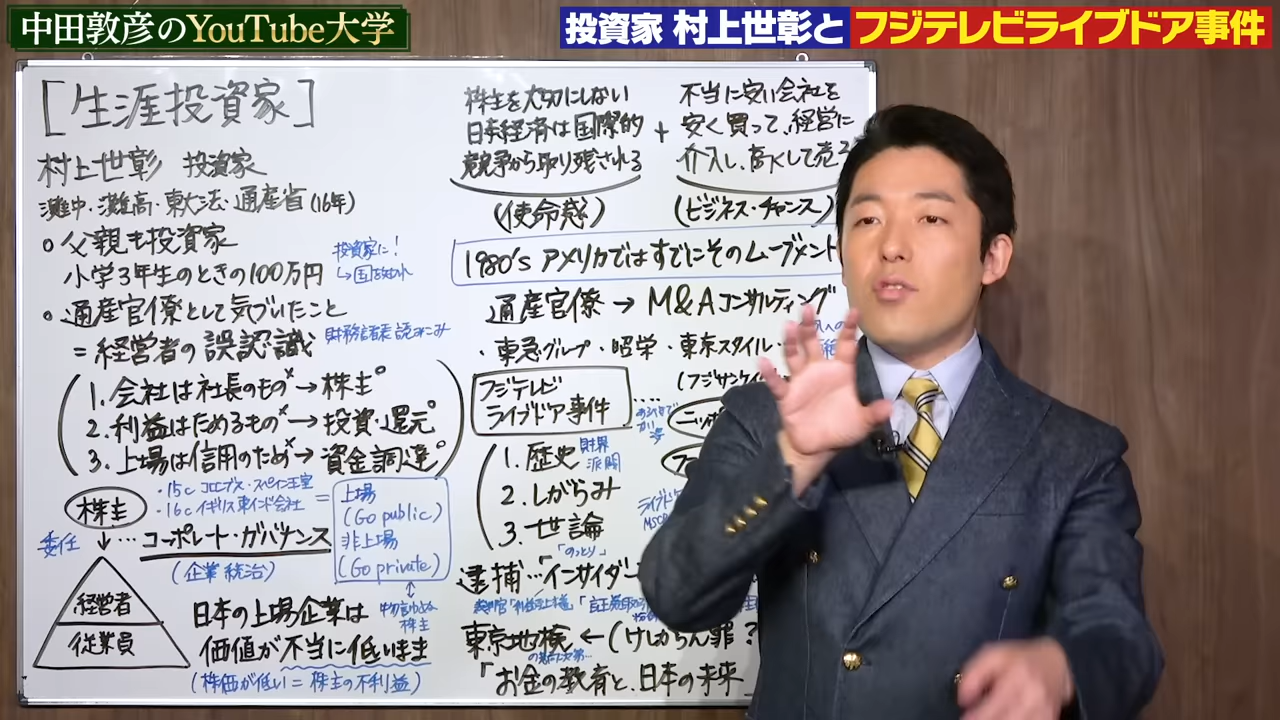 中田敦彦のYouTube大学
投資家 村上世彰と フジテレビライブドア事件
[生涯投資家]
村上世彰 投資家
灘中・灘高・東大法・通産省(16年)
○父親も投資家
小学3年生のときの100万円
投資家に!
○通産官僚として気づいたこと
=経営者の誤認識
1.会社は社長のもの×→株主○
2.利益はためるもの×→投資・還元○
3.上場は信用のため×→資金調達○
株主
・15c コロンブス・スペイン王室
・16c イギリス東インド会社
=
上場
(Go public)
非上場
(Go private)
委任
…コーポレート・ガバナンス
(企業統治)
経営者
従業員
日本の上場企業は
価値が不当に低いまま
(株価が低い=株主の不利益)
物言わぬ
株主
株主を大切にしない
日本経済は国際的
競争から取り残される
(使命感)
+
不当に安い会社を
安く買って、経営に
介入し、高くして売る
(ビジネス・チャンス)
1980's アメリカではすでにそのムーブメント
通産官僚→M&Aコンサルティング
・東急グループ・昭栄・東京スタイル・
フジテレビ
ライブドア事件
....
(フジサンケイ
ニッポ
フ
1.歴史 財界
派閥
2.しがらみ
3.世論
「のっとり」
逮捕…「インサイダー
東京地検←(けしからん罪?
「お金の教育と、日本の未来